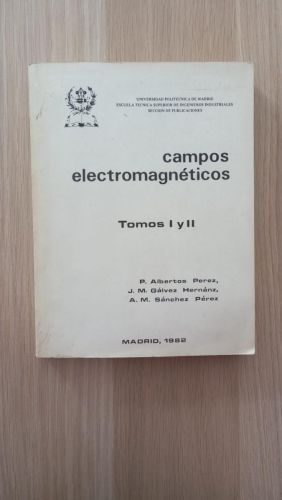 UNIVERSIDAD POLITECNICA DE MADRID
ESCUELA TECNICA SUPERIOR DE INGENIEROS INDUSTRIALES
SECCION DE PUBLICACIONES
campos
electromagnéticos
Tomos I y II
P. Albertos Perez,
J. M. Gálvez Hernánz,
A. M. Sánchez Pérez
MADRID, 1982